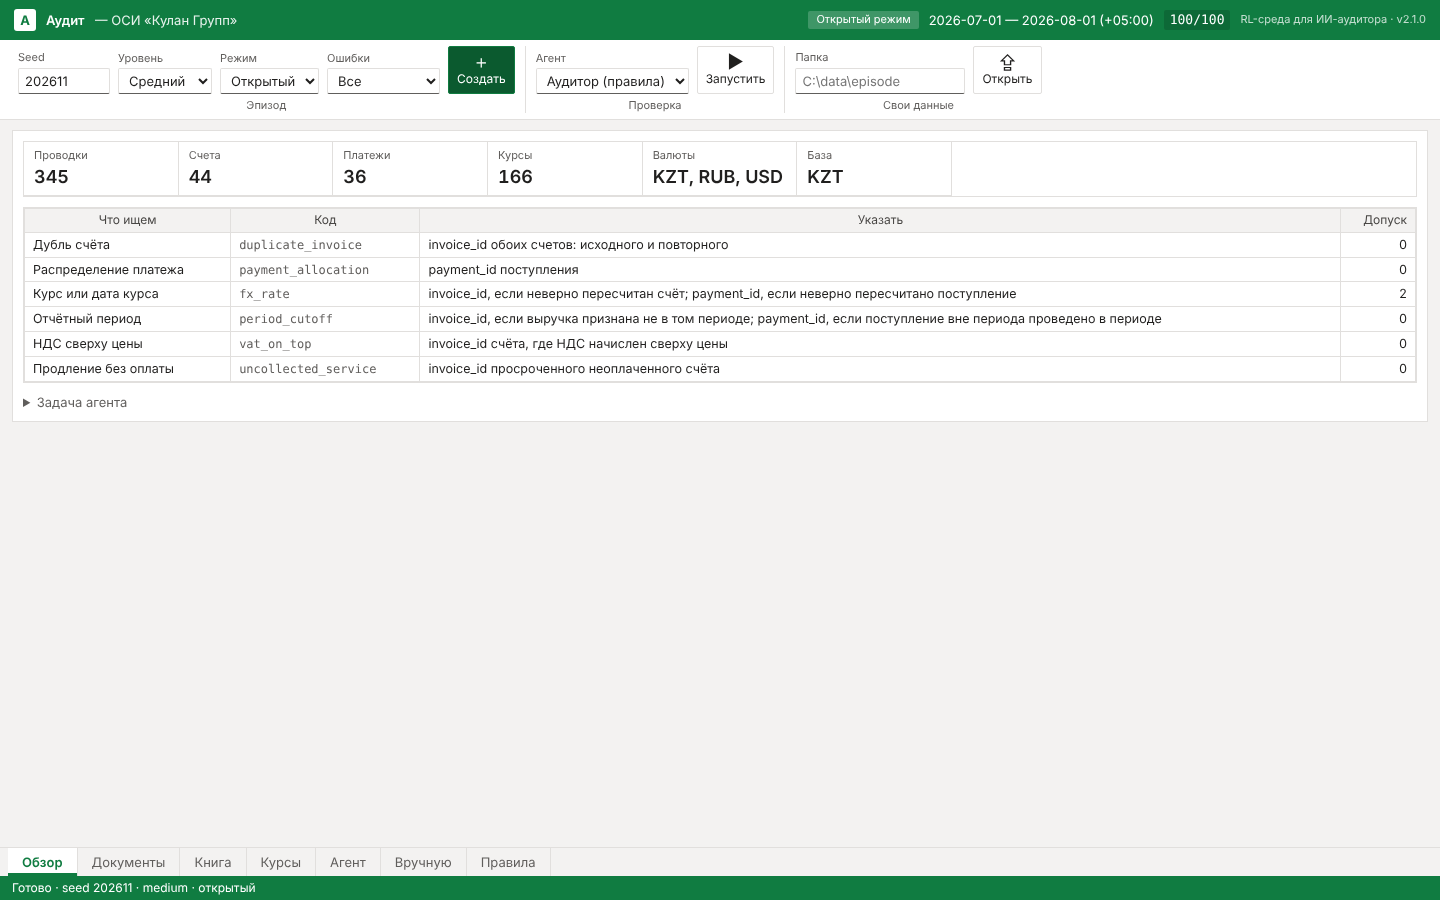 A Аудит — ОСИ «Кулан Групп»
Открытый режим 2026-07-01 — 2026-08-01 (+05:00) 100/100 RL-среда для ИИ-аудитора · v2.1.0
Seed Уровень Режим Ошибки Агент Папка
202611 Средний Открытый Все + Создать Аудитор (правила) Запустить C:\data\episode Открыть
Эпизод Проверка Свои данные
Проводки Счета Платежи Курсы Валюты База
345 44 36 166 KZT, RUB, USD KZT
Что ищем Код Указать Допуск
Дубль счёта duplicate_invoice invoice_id обоих счетов: исходного и повторного 0
Распределение платежа payment_allocation payment_id поступления 0
Курс или дата курса fx_rate invoice_id, если неверно пересчитан счёт; payment_id, если неверно пересчитано поступление 2
Отчётный период period_cutoff invoice_id, если выручка признана не в том периоде; payment_id, если поступление вне периода проведено в периоде 0
НДС сверху цены vat_on_top invoice_id счёта, где НДС начислен сверху цены 0
Продление без оплаты uncollected_service invoice_id просроченного неоплаченного счёта 0
Задача агента
Обзор Документы Книга Курсы Агент Вручную Правила
Готово · seed 202611 · medium · открытый